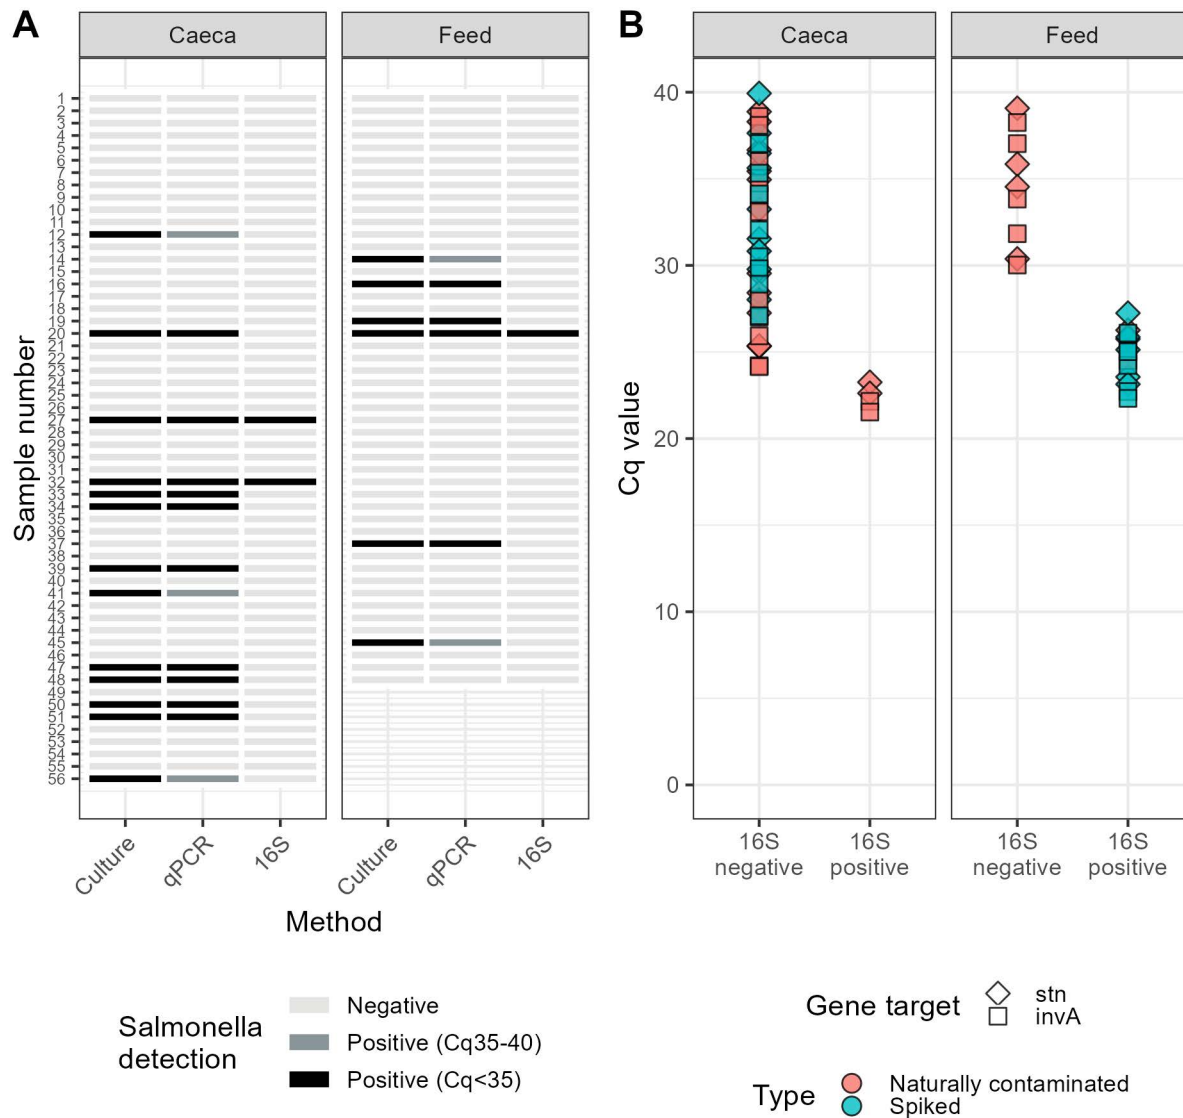 A
Caeca
Feed
Sample number
1
2
3
4
5
6
7
8
9
10
11
12
13
14
15
16
17
18
19
20
21
22
23
24
25
26
27
28
29
30
31
32
33
34
35
36
37
38
39
40
41
42
43
44
45
46
47
48
49
50
51
52
53
54
55
56
Culture
qPCR
16S
Culture
qPCR
16S
Method
Salmonella
detection
Negative
Positive (Cq35-40)
Positive (Cq<35)
B
Caeca
Feed
Cq value
40
30
20
10
0
16S
negative
16S
positive
16S
negative
16S
positive
Gene target
stn
invA
Type
Naturally contaminated
Spiked